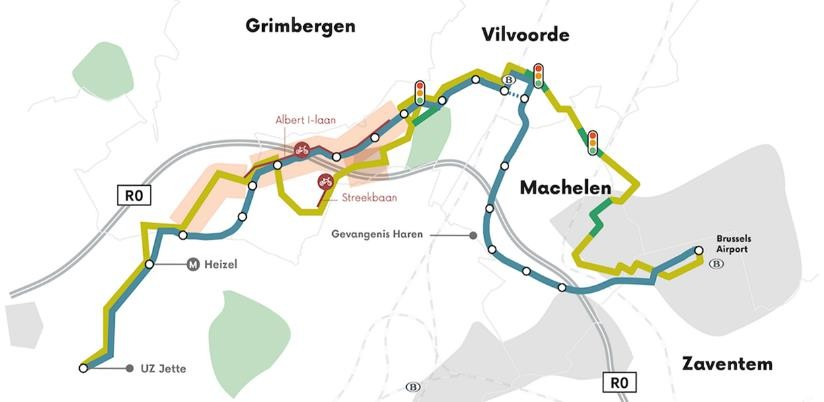 Grimbergen
Vilvoorde
B
Albert I-laan
R0
Machelen
Streekbaan
Gevangenis Haren
Brussels
Airport
B
M Heizel
UZ Jette
Zaventem
B
R0